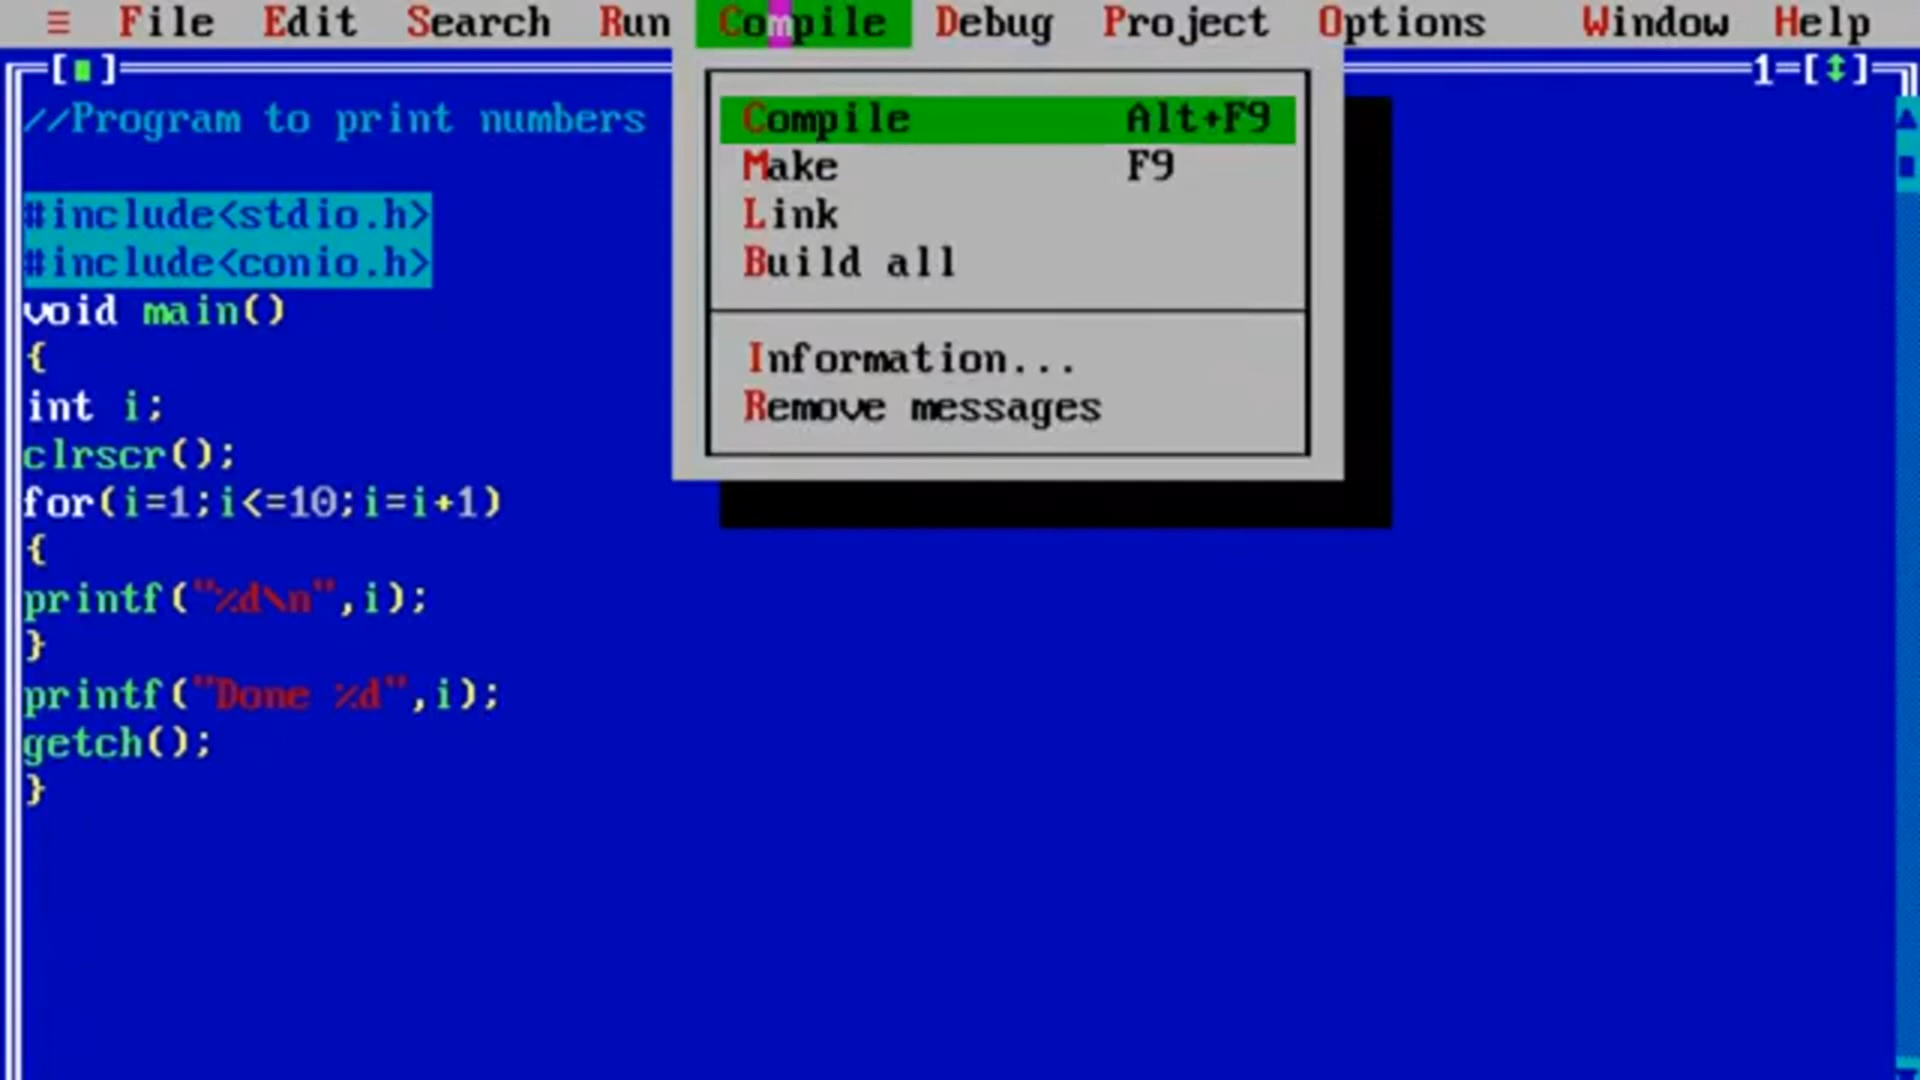 ≡ File Edit Search Run Compile Debug Project Options Window Help
[■] 1=[↕]
Compile Alt+F9
Make F9
Link
Build all
Information...
Remove messages
//Program to print numbers
#include<stdio.h>
#include<conio.h>
void main()
{
int i;
clrscr();
for(i=1;i<=10;i=i+1)
{
printf("%d\n",i);
}
printf("Done %d",i);
getch();
}